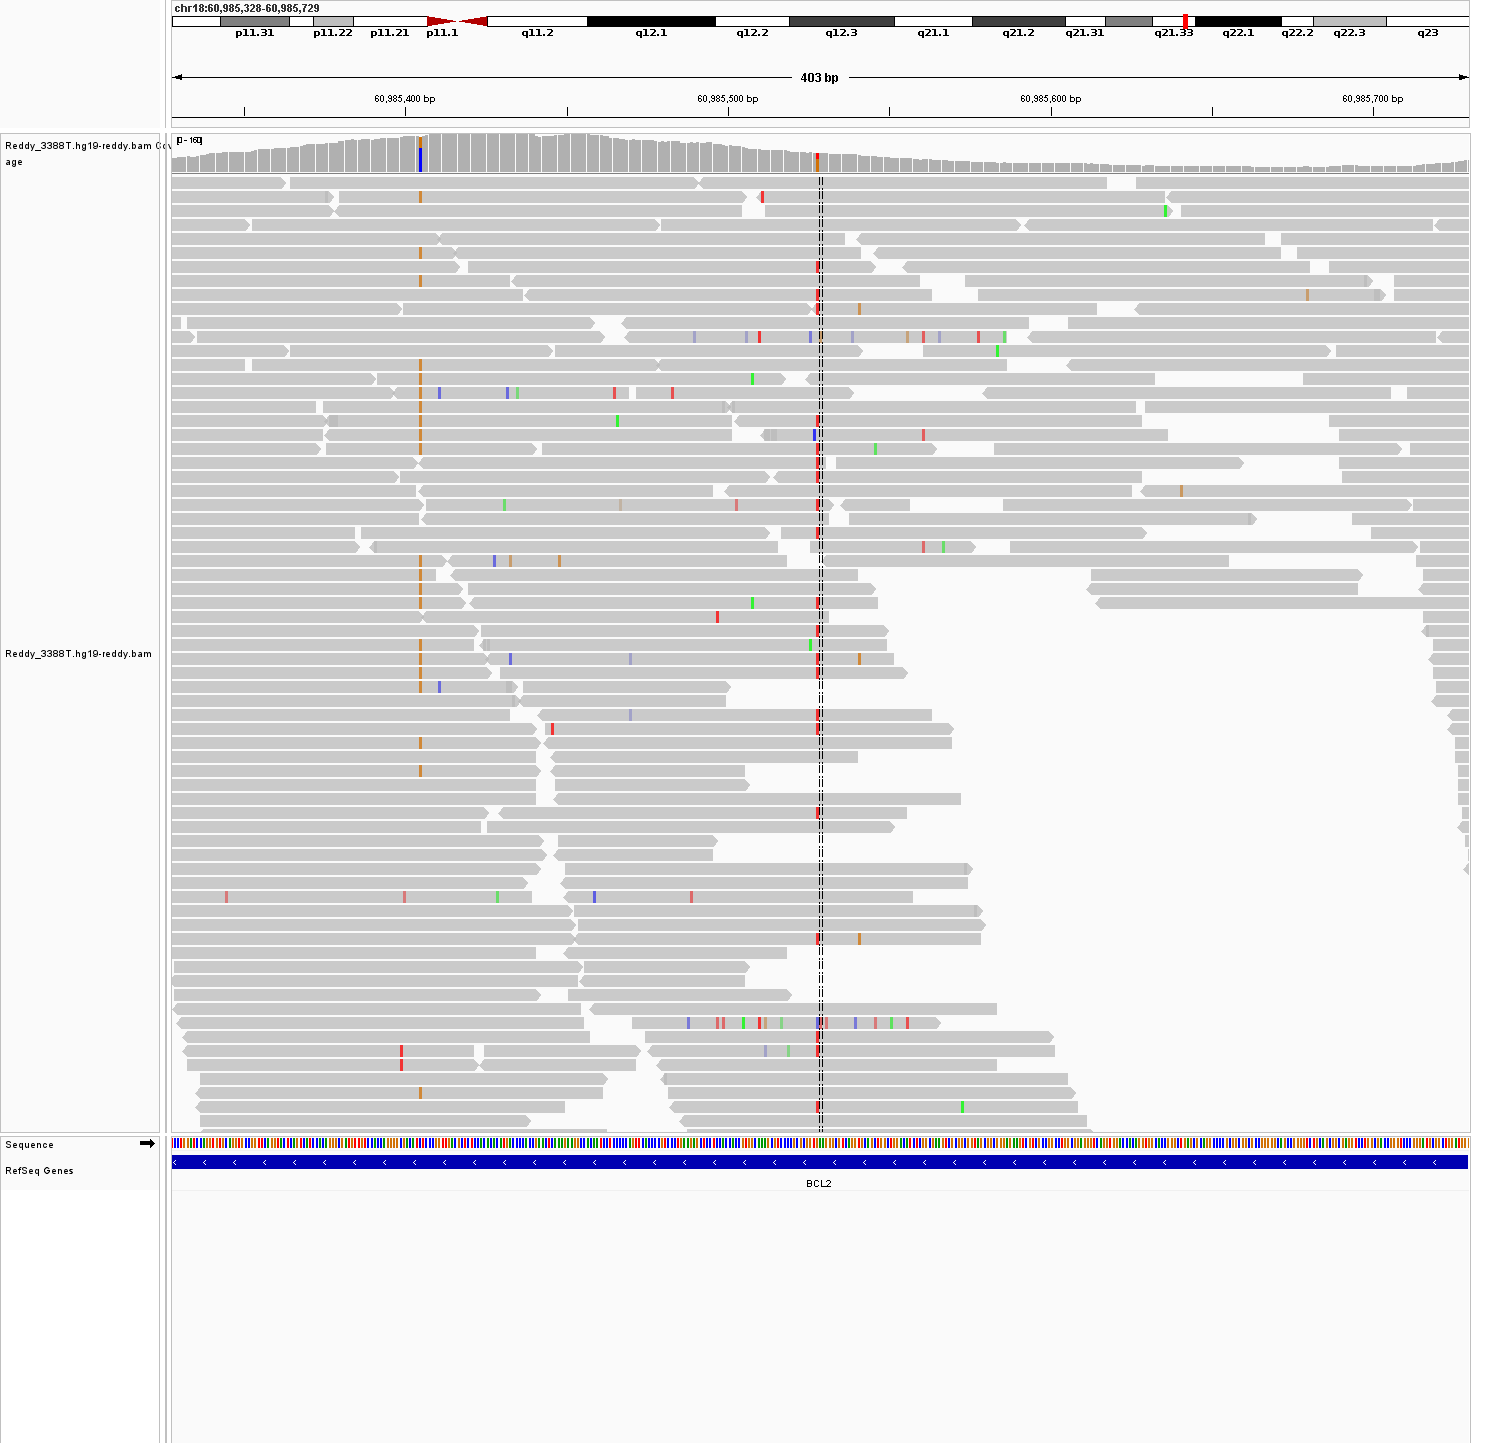 chr18:60,985,328-60,985,729
p11.31 p11.22 p11.21 p11.1 q11.2 q12.1 q12.2 q12.3 q21.1 q21.2 q21.31 q21.33 q22.1 q22.2 q22.3 q23
403 bp
60,985,400 bp 60,985,500 bp 60,985,600 bp 60,985,700 bp
[0 - 160]
Reddy_3388T.hg19-reddy.bam Cov
age
Reddy_3388T.hg19-reddy.bam
Sequence
RefSeq Genes
BCL2